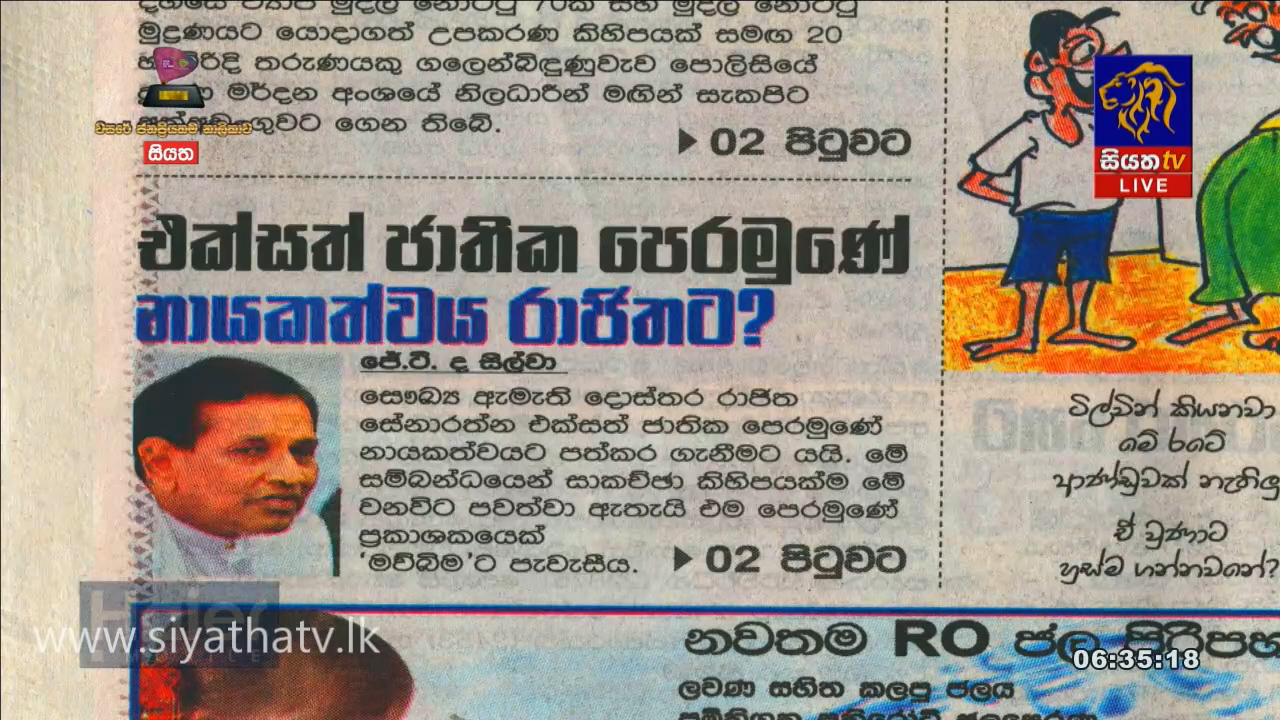 මුද්‍රණයට යොදාගත් උපකරණ කිහිපයක් සමඟ 20
තරුණයකු ගලෙන්බිඳුණුවැව පොලිසියේ
මර්දන අංශයේ නිලධාරීන් මඟින් සැකපිට
ගෙන තිබේ.
02 පිටුවට
සියත
සියත tv
LIVE
එක්සත් ජාතික පෙරමුණේ
නායකත්වය රාජිතට?
ජේ.ටී. ද සිල්වා
සෞඛ්‍ය ඇමැති දොස්තර රාජිත
සේනාරත්න එක්සත් ජාතික පෙරමුණේ
නායකත්වයට පත්කර ගැනීමට යයි. මේ
සම්බන්ධයෙන් සාකච්ඡා කිහිපයක්ම මේ
වනවිට පවත්වා ඇතැයි එම පෙරමුණේ
ප්‍රකාශකයෙක්
‘මව්බිම’ට පැවැසීය.
02 පිටුවට
ටිල්වින් කියනවා
මේ රටේ
ආණ්ඩුවක් නැතිලු
ඒ වුණාට
හුස්ම ගන්නවනේ?
www.siyathatv.lk
නවතම RO ජල
06:35:18
ලවණ සහිත කලපු ජලය